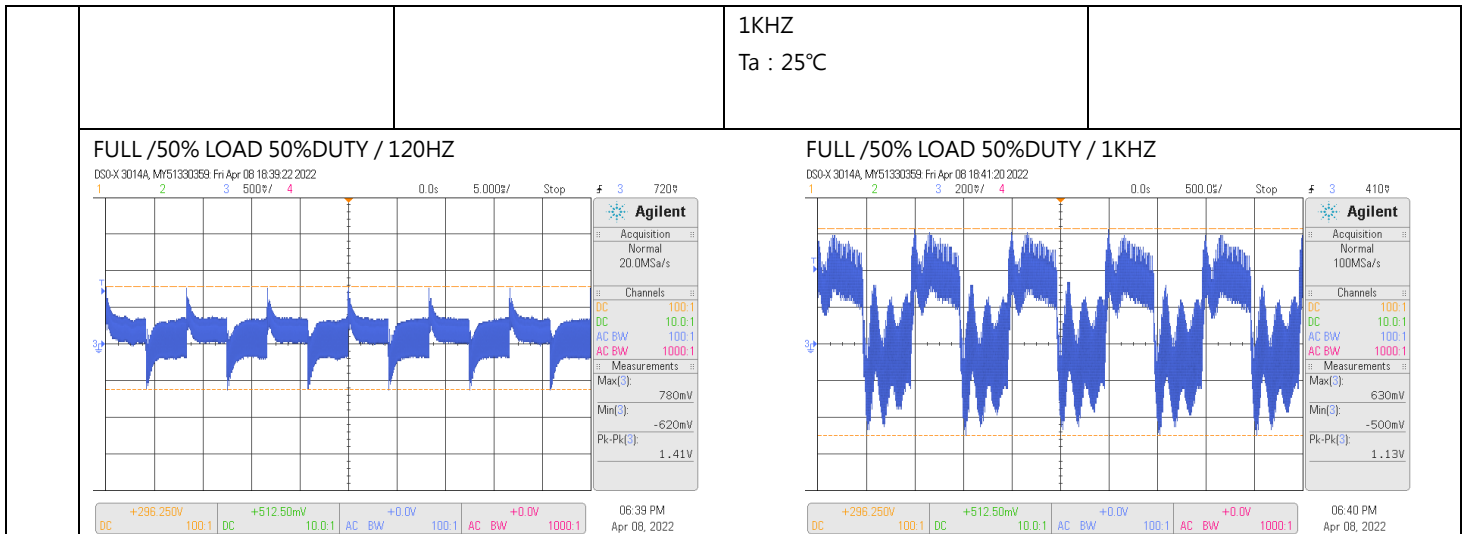 1KHZ
Ta：25℃
FULL /50% LOAD 50%DUTY / 120HZ
DSO-X 3014A, MY51330359: Fri Apr 08 18:39:22 2022
1 2 3 500mV/ 4 0.0s 5.000ms/ Stop 3 720mV
Agilent
Acquisition
Normal
20.0MSa/s
Channels
DC 100:1
DC 10.0:1
AC BW 100:1
AC BW 1000:1
Measurements
Max(3):
780mV
Min(3):
-620mV
Pk-Pk(3):
1.41V
T
3
+296.250V +512.50mV +0.0V +0.0V
DC 100:1 DC 10.0:1 AC BW 100:1 AC BW 1000:1
06:39 PM
Apr 08, 2022
FULL /50% LOAD 50%DUTY / 1KHZ
DSO-X 3014A, MY51330359: Fri Apr 08 18:41:20 2022
1 2 3 200mV/ 4 0.0s 500.0us/ Stop 3 410mV
Agilent
Acquisition
Normal
100MSa/s
Channels
DC 100:1
DC 10.0:1
AC BW 100:1
AC BW 1000:1
Measurements
Max(3):
630mV
Min(3):
-500mV
Pk-Pk(3):
1.13V
T
3
+296.250V +512.50mV +0.0V +0.0V
DC 100:1 DC 10.0:1 AC BW 100:1 AC BW 1000:1
06:40 PM
Apr 08, 2022